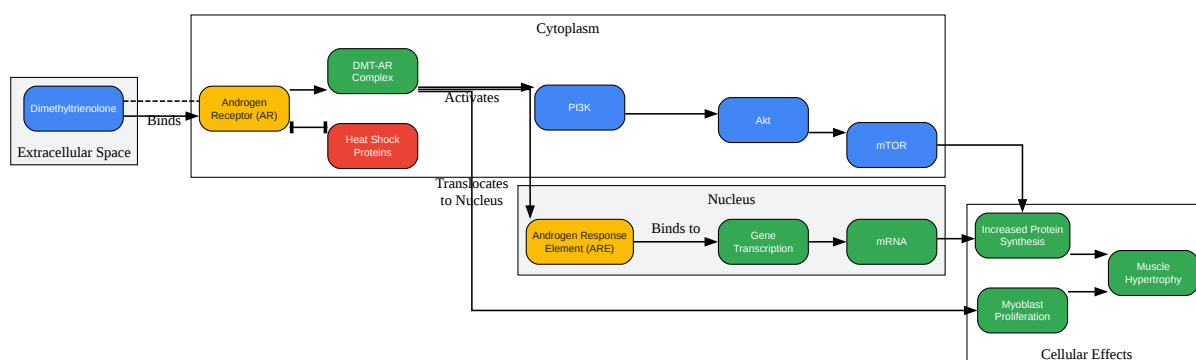 Cytoplasm
DMT-AR
Complex
Dimethyltrienolone
Androgen
Receptor (AR)
Binds
Activates
PI3K
Akt
Heat Shock
Proteins
mTOR
Extracellular Space
Translocates
to Nucleus
Nucleus
Androgen Response
Element (ARE)
Binds to
Gene
Transcription
mRNA
Increased Protein
Synthesis
Muscle
Hypertrophy
Myoblast
Proliferation
Cellular Effects